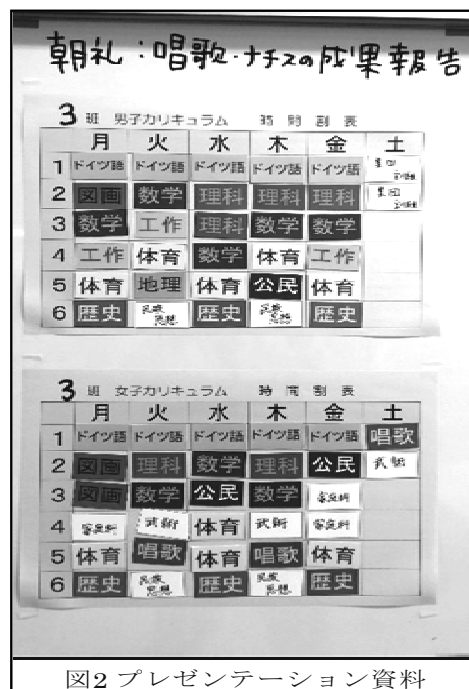 朝礼:唱歌・ナチスの成果報告
3 班 男子カリキュラム 時間割表
月 火 水 木 金 土
1 ドイツ語 ドイツ語 ドイツ語 ドイツ語 ドイツ語
2 図画 数学 理科 理科 理科
3 数学 工作 理科 数学 数学
4 工作 体育 数学 体育 工作
5 体育 地理 体育 公民 体育
6 歴史 民族思想 歴史 民族思想 歴史
3 班 女子カリキュラム 時間割表
月 火 水 木 金 土
1 ドイツ語 ドイツ語 ドイツ語 ドイツ語 ドイツ語 唱歌
2 図画 理科 数学 理科 公民
3 図画 数学 公民 数学 家庭科
4 家庭科 武術 体育 武術 家庭科
5 体育 唱歌 体育 唱歌 体育
6 歴史 民族思想 歴史 民族思想 歴史
図2 プレゼンテーション資料